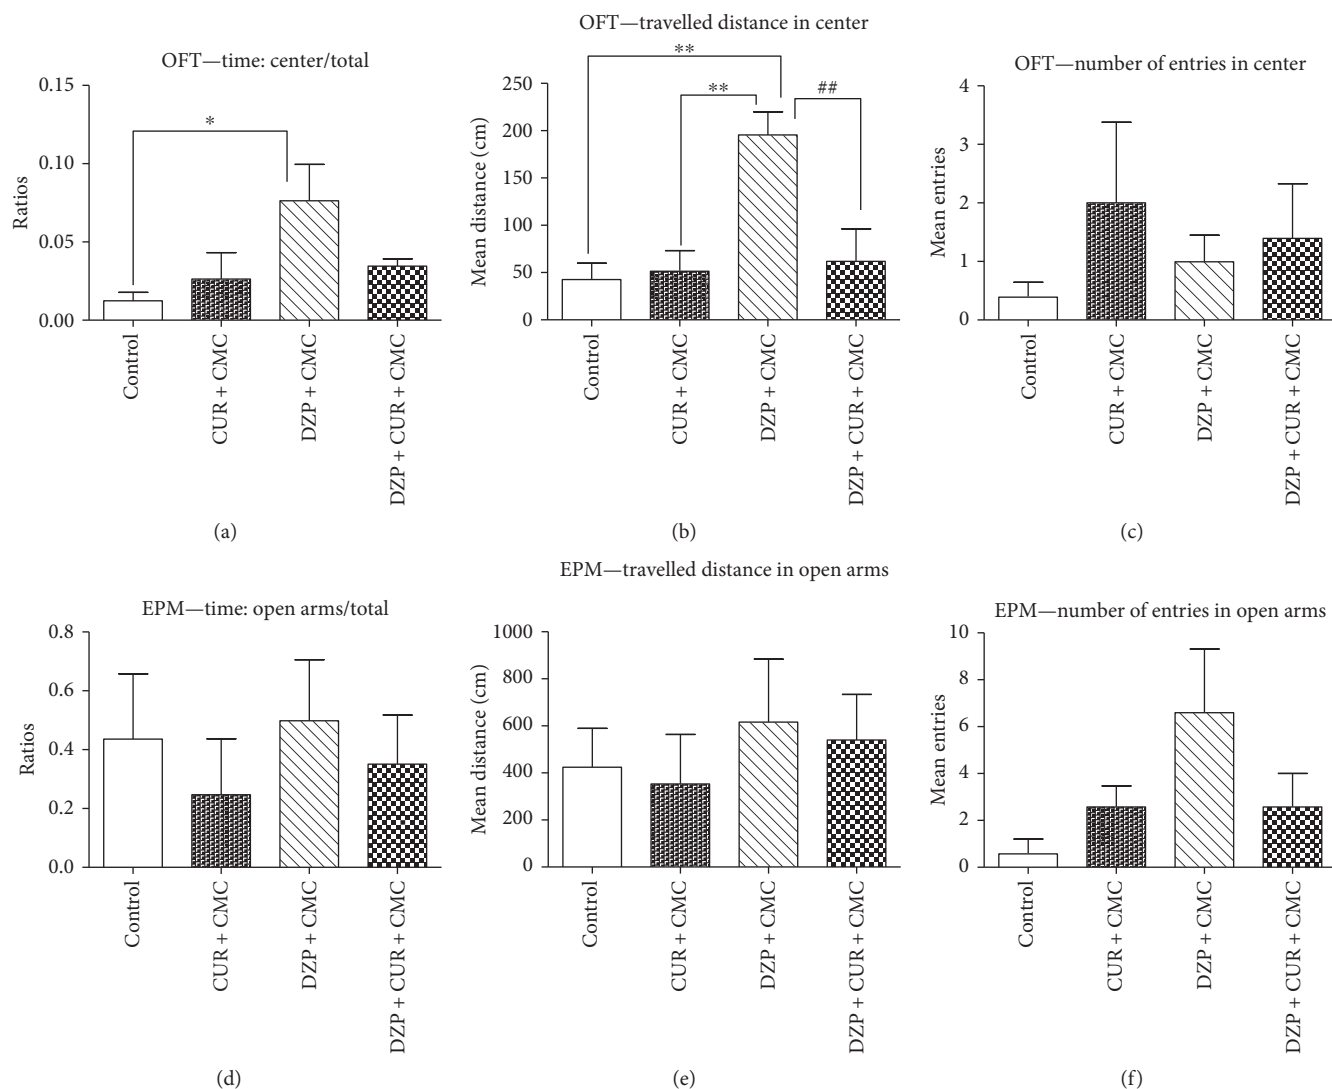 OFT—time: center/total
Ratios
0.15
0.10
0.05
0.00
*
Control
CUR + CMC
DZP + CMC
DZP + CUR + CMC
(a)
OFT—travelled distance in center
Mean distance (cm)
250
200
150
100
50
0
**
**
##
Control
CUR + CMC
DZP + CMC
DZP + CUR + CMC
(b)
OFT—number of entries in center
Mean entries
4
3
2
1
0
Control
CUR + CMC
DZP + CMC
DZP + CUR + CMC
(c)
EPM—time: open arms/total
Ratios
0.8
0.6
0.4
0.2
0.0
Control
CUR + CMC
DZP + CMC
DZP + CUR + CMC
(d)
EPM—travelled distance in open arms
Mean distance (cm)
1000
800
600
400
200
0
Control
CUR + CMC
DZP + CMC
DZP + CUR + CMC
(e)
EPM—number of entries in open arms
Mean entries
10
8
6
4
2
0
Control
CUR + CMC
DZP + CMC
DZP + CUR + CMC
(f)